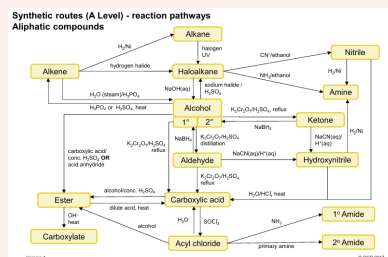 Synthetic routes (A Level) - reaction pathways
Aliphatic compounds
Alkane
H₂/Ni
halogen
UV
CN⁻/ethanol
Nitrile
Alkene
hydrogen halide
Haloalkane
NH₃/ethanol
H₂O (steam)/H₃PO₄
NaOH(aq)
sodium halide /
H₂SO₄
Amine
H₃PO₄ or H₂SO₄, heat
Alcohol
K₂Cr₂O₇/H₂SO₄, reflux
1° 2°
Ketone
NaBH₄
H₂/Ni
carboxylic acid/
conc. H₂SO₄ OR
acid anhydride
K₂Cr₂O₇/H₂SO₄
reflux
NaBH₄
K₂Cr₂O₇/H₂SO₄
distillation
NaCN(aq)/
H⁺(aq)
NaCN(aq)/H⁺(aq)
Aldehyde
Hydroxynitrile
K₂Cr₂O₇/H₂SO₄
reflux
alcohol/conc. H₂SO₄
H₂O/HCl, heat
Ester
Carboxylic acid
dilute acid, heat
OH⁻
heat
H₂O
SOCl₂
alcohol
NH₃
1° Amide
Carboxylate
Acyl chloride
primary amine
2° Amide